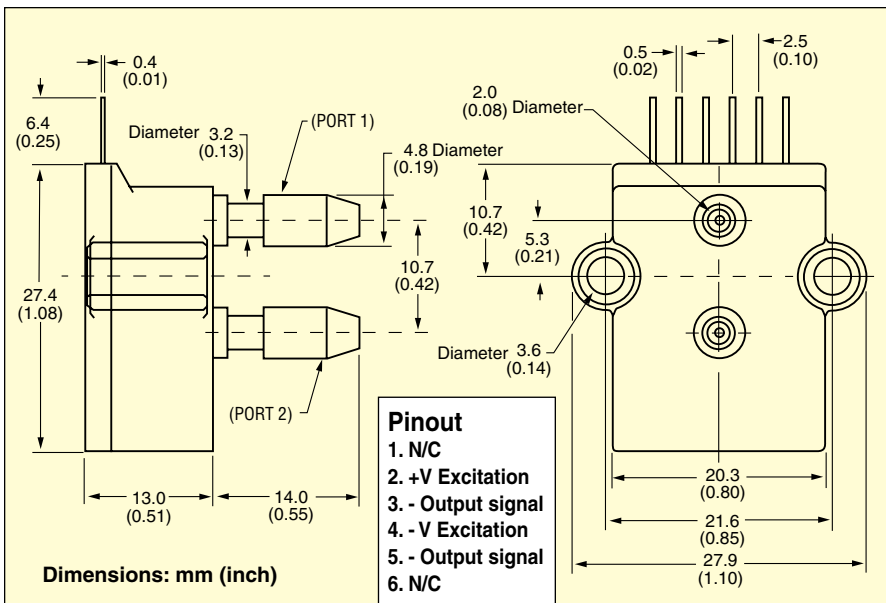 0.4
(0.01)
6.4
(0.25)
Diameter 3.2
(0.13)
(PORT 1)
4.8 Diameter
(0.19)
27.4
(1.08)
10.7
(0.42)
(PORT 2)
13.0
(0.51)
14.0
(0.55)
Dimensions: mm (inch)
Pinout
1. N/C
2. +V Excitation
3. - Output signal
4. - V Excitation
5. - Output signal
6. N/C
0.5
(0.02)
2.5
(0.10)
2.0
(0.08) Diameter
10.7
(0.42)
5.3
(0.21)
Diameter 3.6
(0.14)
20.3
(0.80)
21.6
(0.85)
27.9
(1.10)